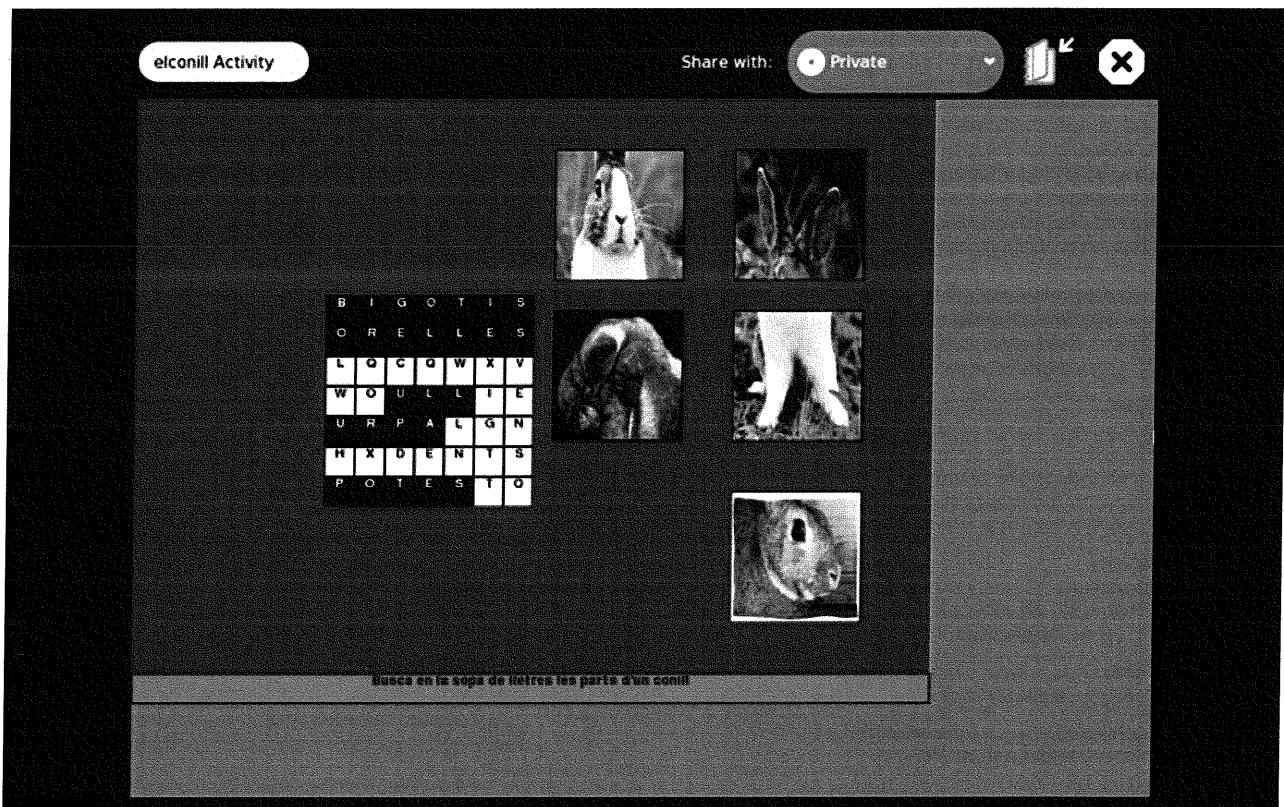 elconill Activity
Share with:
Private
B I G O T I S
O R E L L E S
L Q C Q W X V
W O U L L I E
U R P A L G N
H X D E N T S
P O T E S T Q
Busca en la sopa de lletres les parts d'un conill